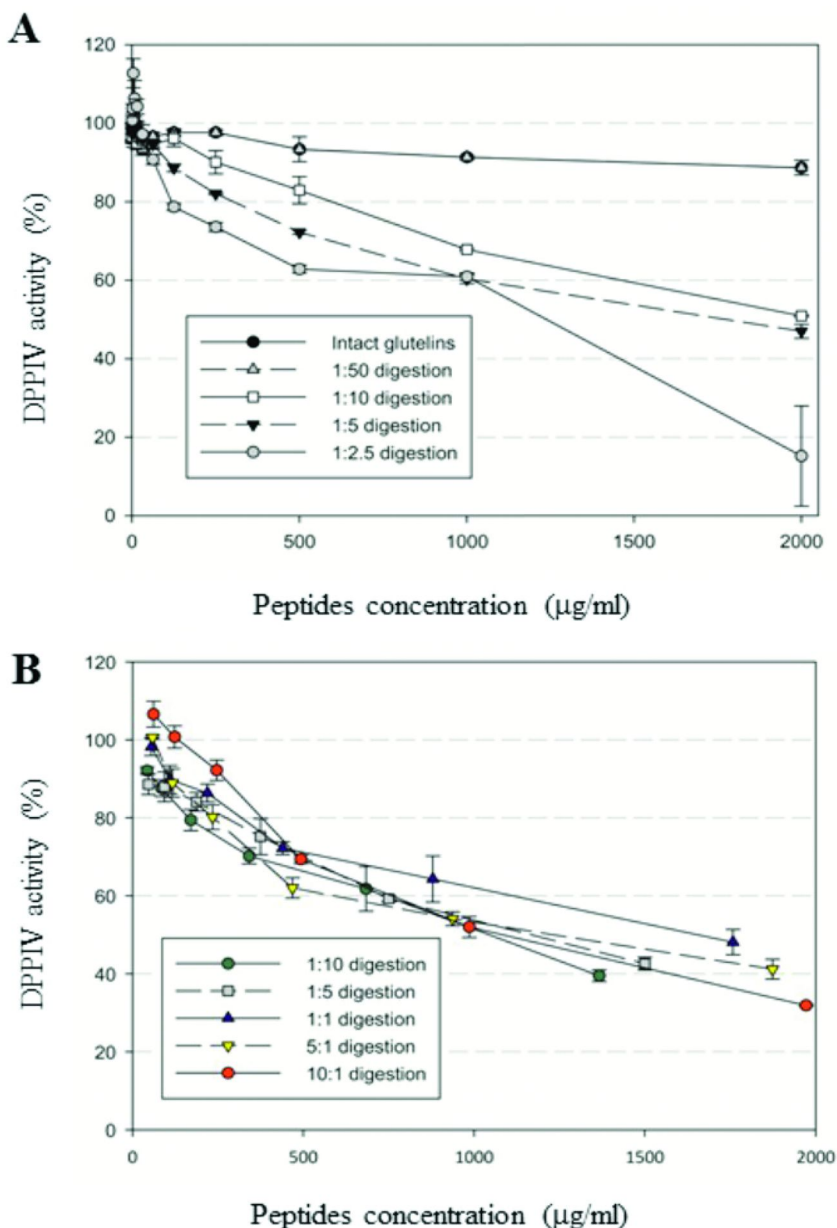 A
120
100
80
60
40
20
0
DPPIV activity (%)
Intact glutelins
1:50 digestion
1:10 digestion
1:5 digestion
1:2.5 digestion
0 500 1000 1500 2000
Peptides concentration (μg/ml)
B
120
100
80
60
40
20
0
DPPIV activity (%)
1:10 digestion
1:5 digestion
1:1 digestion
5:1 digestion
10:1 digestion
0 500 1000 1500 2000
Peptides concentration (μg/ml)